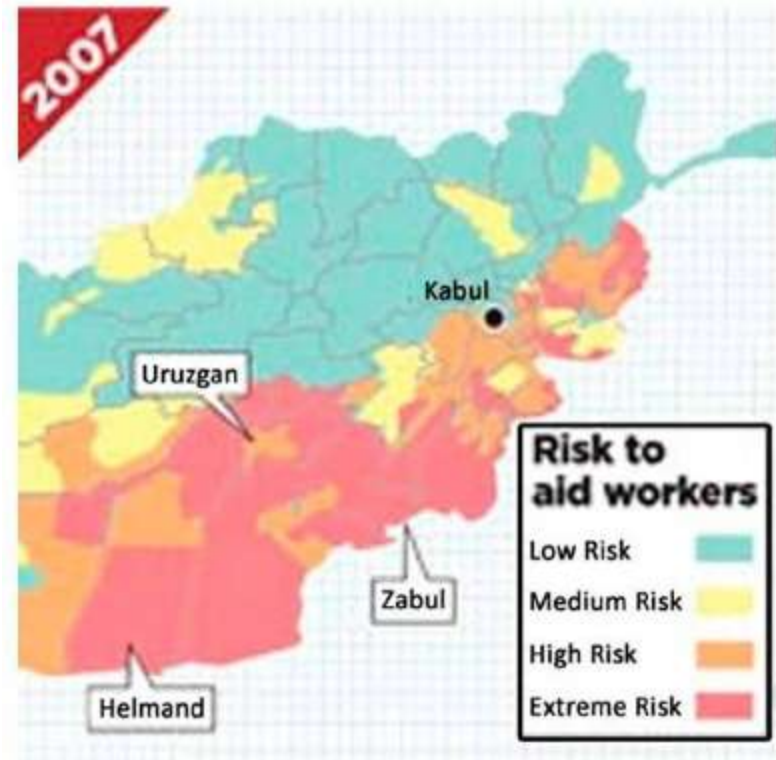 2007
Kabul
Uruzgan
Zabul
Helmand
Risk to
aid workers
Low Risk
Medium Risk
High Risk
Extreme Risk